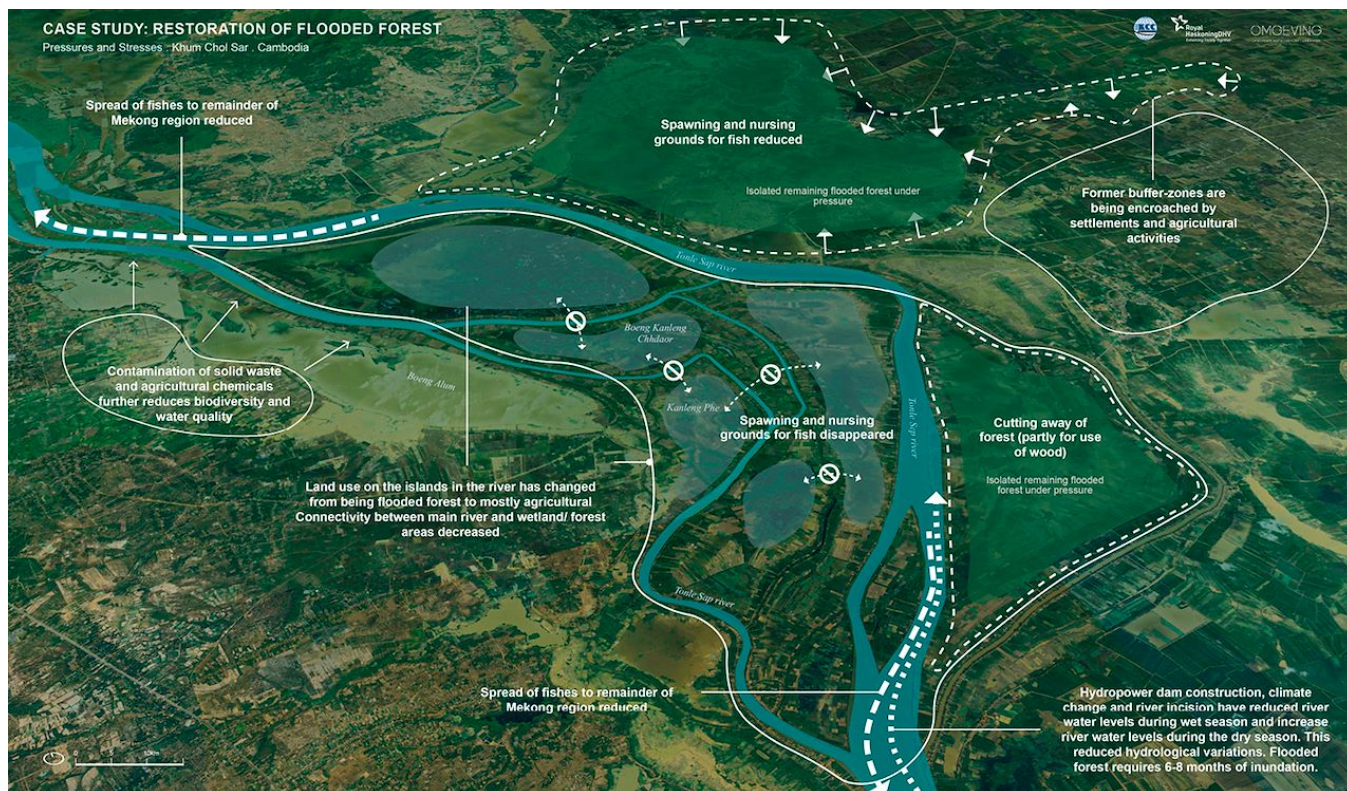 CASE STUDY: RESTORATION OF FLOODED FOREST
Pressures and Stresses . Khum Chol Sar . Cambodia
Royal
HaskoningDHV
OMGEVING
Spread of fishes to remainder of
Mekong region reduced
Spawning and nursing
grounds for fish reduced
Isolated remaining flooded forest under
pressure
Former buffer-zones are
being encroached by
settlements and agricultural
activities
Tonle Sap river
Boeng Kanleng
Chhdaor
Contamination of solid waste
and agricultural chemicals
further reduces biodiversity and
water quality
Boeng Alum
Kanleng Phe
Spawning and nursing
grounds for fish disappeared
Tonle Sap river
Cutting away of
forest (partly for use
of wood)
Isolated remaining flooded
forest under pressure
Land use on the islands in the river has changed
from being flooded forest to mostly agricultural
Connectivity between main river and wetland/ forest
areas decreased
Tonle Sap river
Spread of fishes to remainder of
Mekong region reduced
Hydropower dam construction, climate
change and river incision have reduced river
water levels during wet season and increase
river water levels during the dry season. This
reduced hydrological variations. Flooded
forest requires 6-8 months of inundation.
0